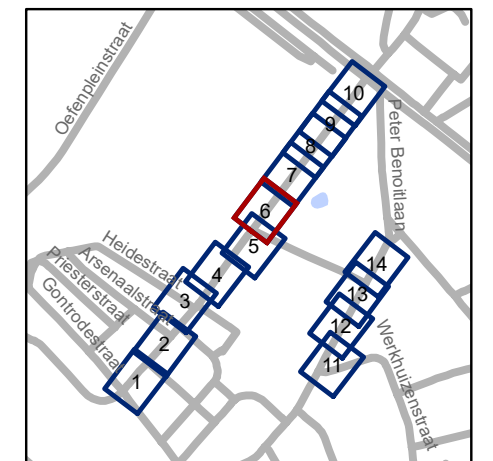 Oefenpleinstraat
Peter Benoitlaan
10
9
8
7
6
5
4
3
2
1
Heidestraat
Arsenaalstraat
Priesterstraat
Gontrodestraat
14
13
12
11
Werkhuizenstraat